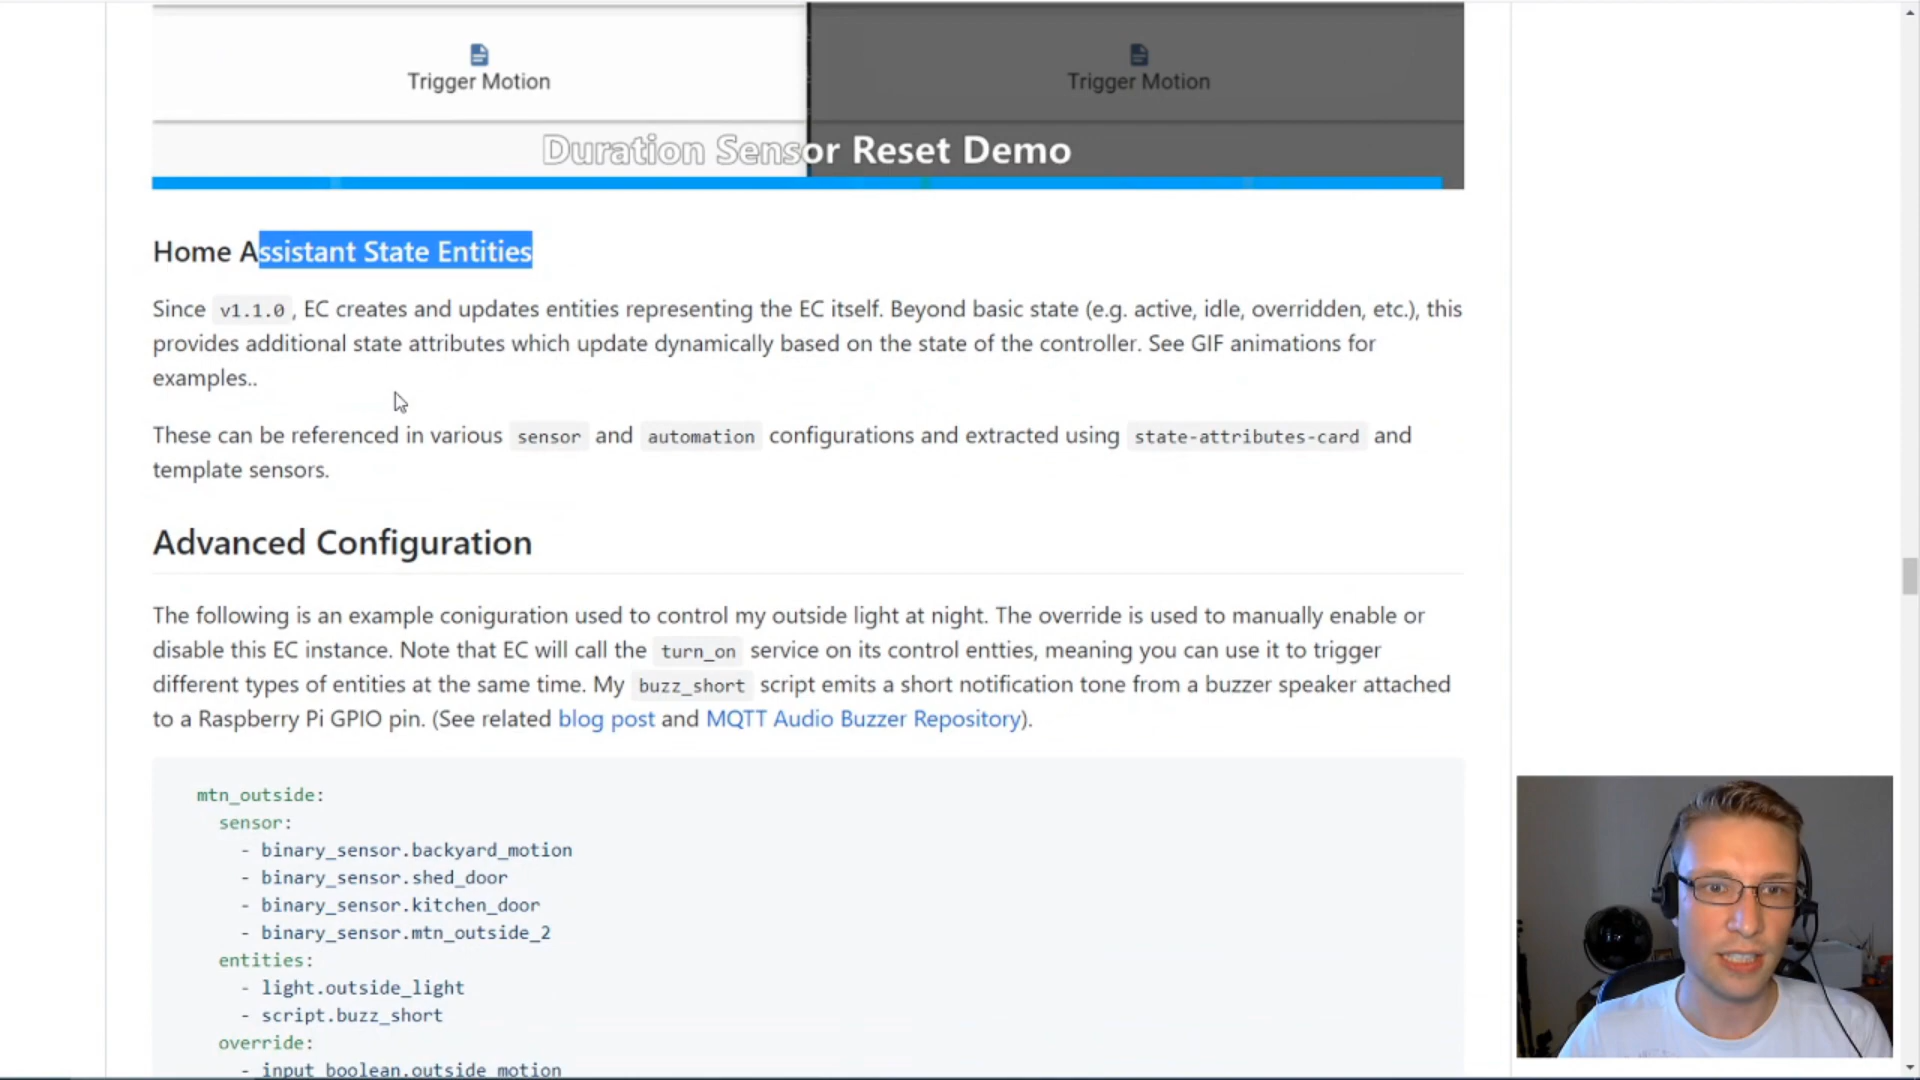 Trigger Motion
Trigger Motion
Duration Sensor Reset Demo
Home Assistant State Entities
Since v1.1.0, EC creates and updates entities representing the EC itself. Beyond basic state (e.g. active, idle, overridden, etc.), this
provides additional state attributes which update dynamically based on the state of the controller. See GIF animations for
examples..
These can be referenced in various sensor and automation configurations and extracted using state-attributes-card and
template sensors.
Advanced Configuration
The following is an example coniguration used to control my outside light at night. The override is used to manually enable or
disable this EC instance. Note that EC will call the turn_on service on its control entties, meaning you can use it to trigger
different types of entities at the same time. My buzz_short script emits a short notification tone from a buzzer speaker attached
to a Raspberry Pi GPIO pin. (See related blog post and MQTT Audio Buzzer Repository).
mtn_outside:
sensor:
- binary_sensor.backyard_motion
- binary_sensor.shed_door
- binary_sensor.kitchen_door
- binary_sensor.mtn_outside_2
entities:
- light.outside_light
- script.buzz_short
override:
- input_boolean.outside_motion